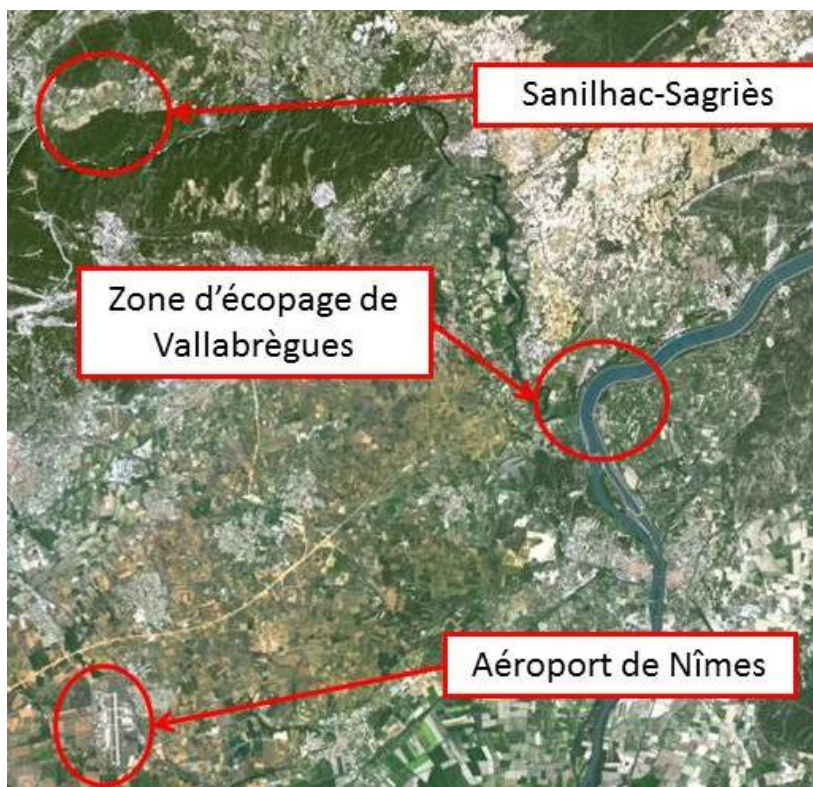 Sanilhac-Sagriès
Zone d'écopage de
Vallabrègues
Aéroport de Nîmes